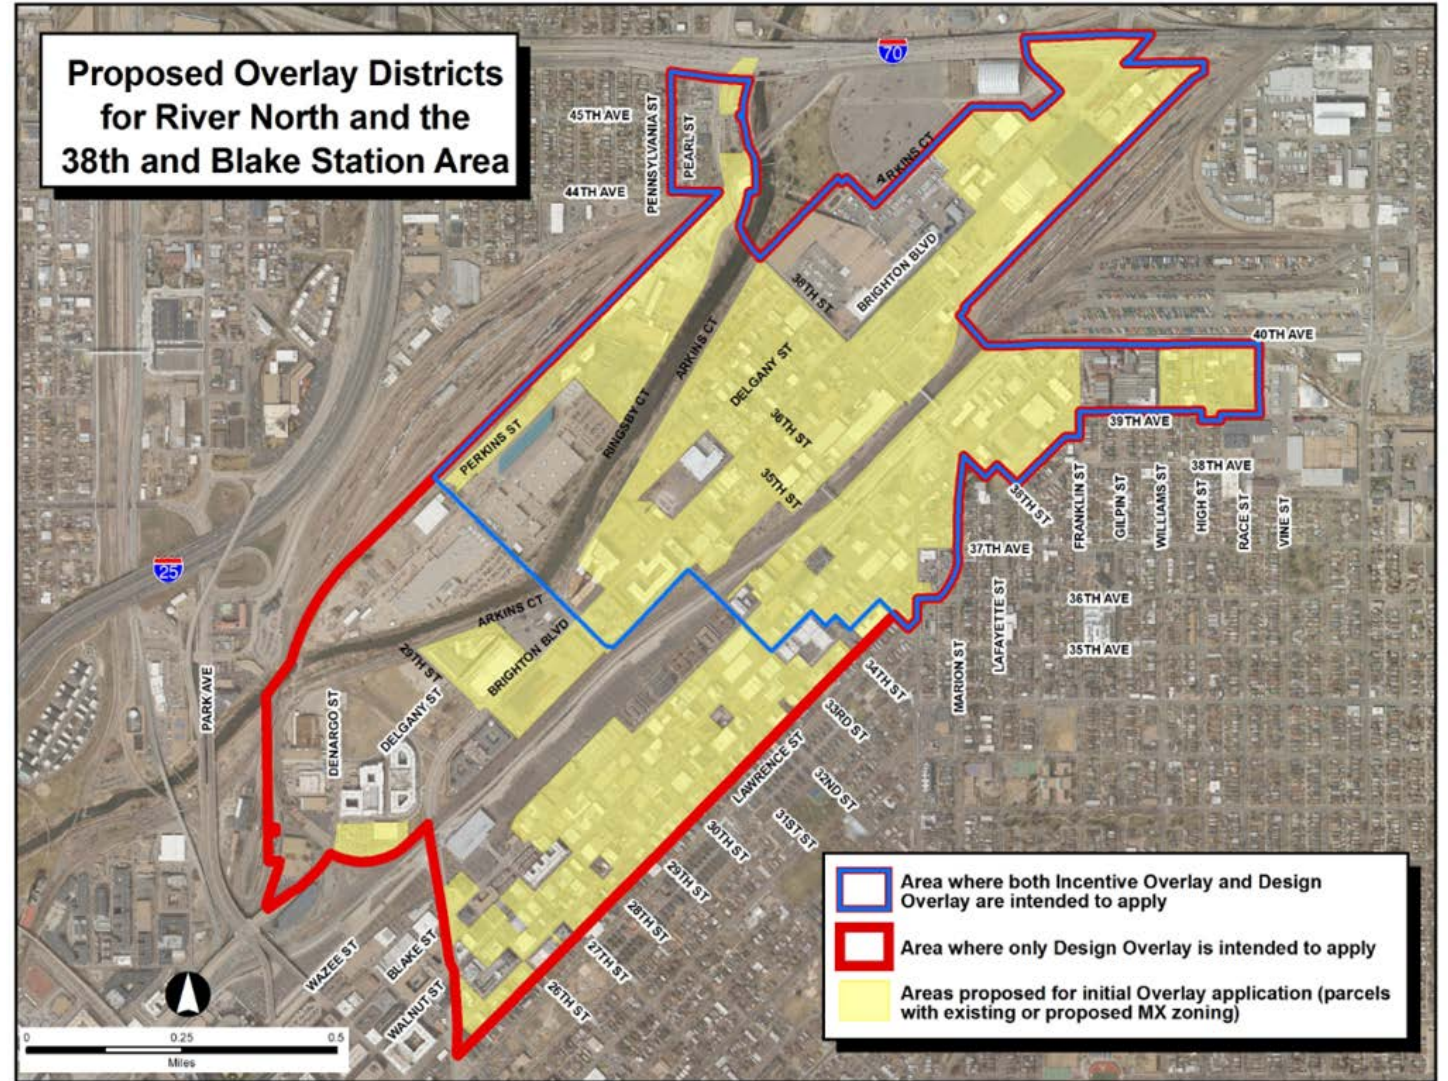 Proposed Overlay Districts
for River North and the
38th and Blake Station Area
70
45TH AVE
PENNSYLVANIA ST
PEARL ST
44TH AVE
ARKINS CT
BRIGHTON BLVD
38TH ST
40TH AVE
ARKINS CT
DELGANY ST
RINGSBY CT
36TH ST
39TH AVE
PERKINS ST
35TH ST
38TH AVE
38TH ST
FRANKLIN ST
GILPIN ST
WILLIAMS ST
HIGH ST
RACE ST
VINE ST
37TH AVE
25
LAFAYETTE ST
36TH AVE
ARKINS CT
35TH AVE
29TH ST
BRIGHTON BLVD
MARION ST
34TH ST
PARK AVE
DENARGO ST
DELGANY ST
33RD ST
LAWRENCE ST
32ND ST
31ST ST
30TH ST
29TH ST
28TH ST
27TH ST
26TH ST
WAZEE ST
BLAKE ST
WALNUT ST
Area where both Incentive Overlay and Design
Overlay are intended to apply
Area where only Design Overlay is intended to apply
Areas proposed for initial Overlay application (parcels
with existing or proposed MX zoning)
0 0.25 0.5
Miles